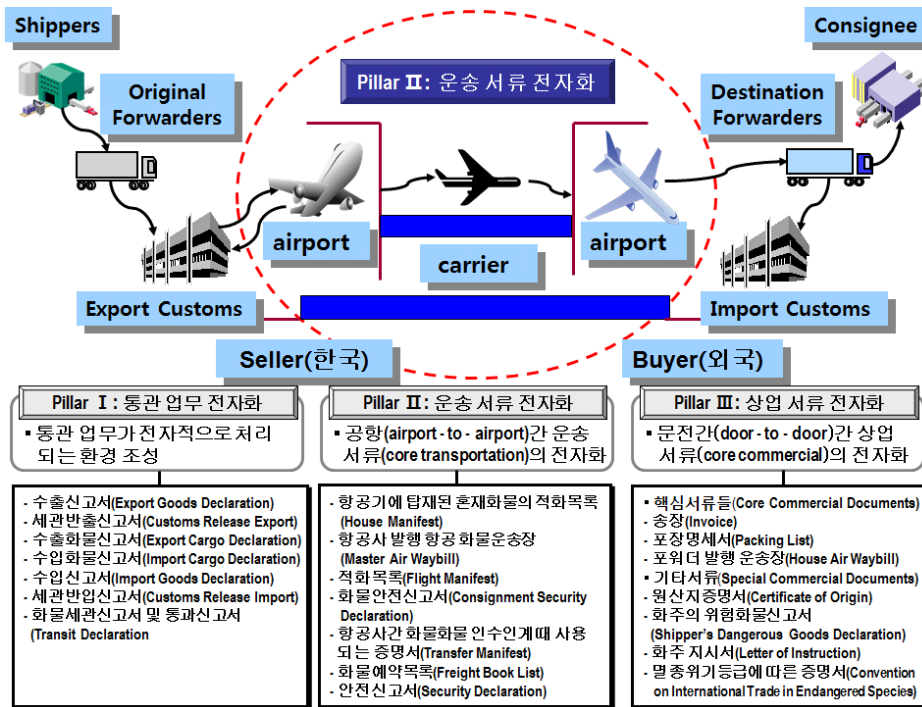 Shippers
Consignee
Original
Forwarders
Pillar Ⅱ: 운송 서류 전자화
Destination
Forwarders
airport
airport
carrier
Export Customs
Import Customs
Seller(한국)
Buyer(외국)
Pillar Ⅰ: 통관 업무 전자화
▪ 통관 업무가 전자적으로 처리
되는 환경 조성
- 수출신고서(Export Goods Declaration)
- 세관반출신고서(Customs Release Export)
- 수출화물신고서(Export Cargo Declaration)
- 수입화물신고서(Import Cargo Declaration)
- 수입신고서(Import Goods Declaration)
- 세관반입신고서(Customs Release Import)
- 화물세관신고서 및 통과신고서
(Transit Declaration
Pillar Ⅱ: 운송 서류 전자화
▪ 공항(airport - to - airport)간 운송
서류(core transportation)의 전자화
- 항공기에 탑재된 혼재화물의 적화목록
(House Manifest)
- 항공사 발행 항공화물운송장
(Master Air Waybill)
- 적화목록(Flight Manifest)
- 화물안전신고서(Consignment Security
Declaration)
- 항공사간 화물화물 인수인계때 사용
되는 증명서(Transfer Manifest)
- 화물예약목록(Freight Book List)
- 안전신고서(Security Declaration)
Pillar Ⅲ: 상업 서류 전자화
▪ 문전간(door - to - door)간 상업
서류(core commercial)의 전자화
▪ 핵심서류들(Core Commercial Documents)
- 송장(Invoice)
- 포장명세서(Packing List)
- 포워더 발행 운송장(House Air Waybill)
▪ 기타서류(Special Commercial Documents)
- 원산지증명서(Certificate of Origin)
- 화주의 위험화물신고서
(Shipper's Dangerous Goods Declaration)
- 화주 지시서(Letter of Instruction)
- 멸종위기등급에 따른 증명서(Convention
on International Trade in Endangered Species)